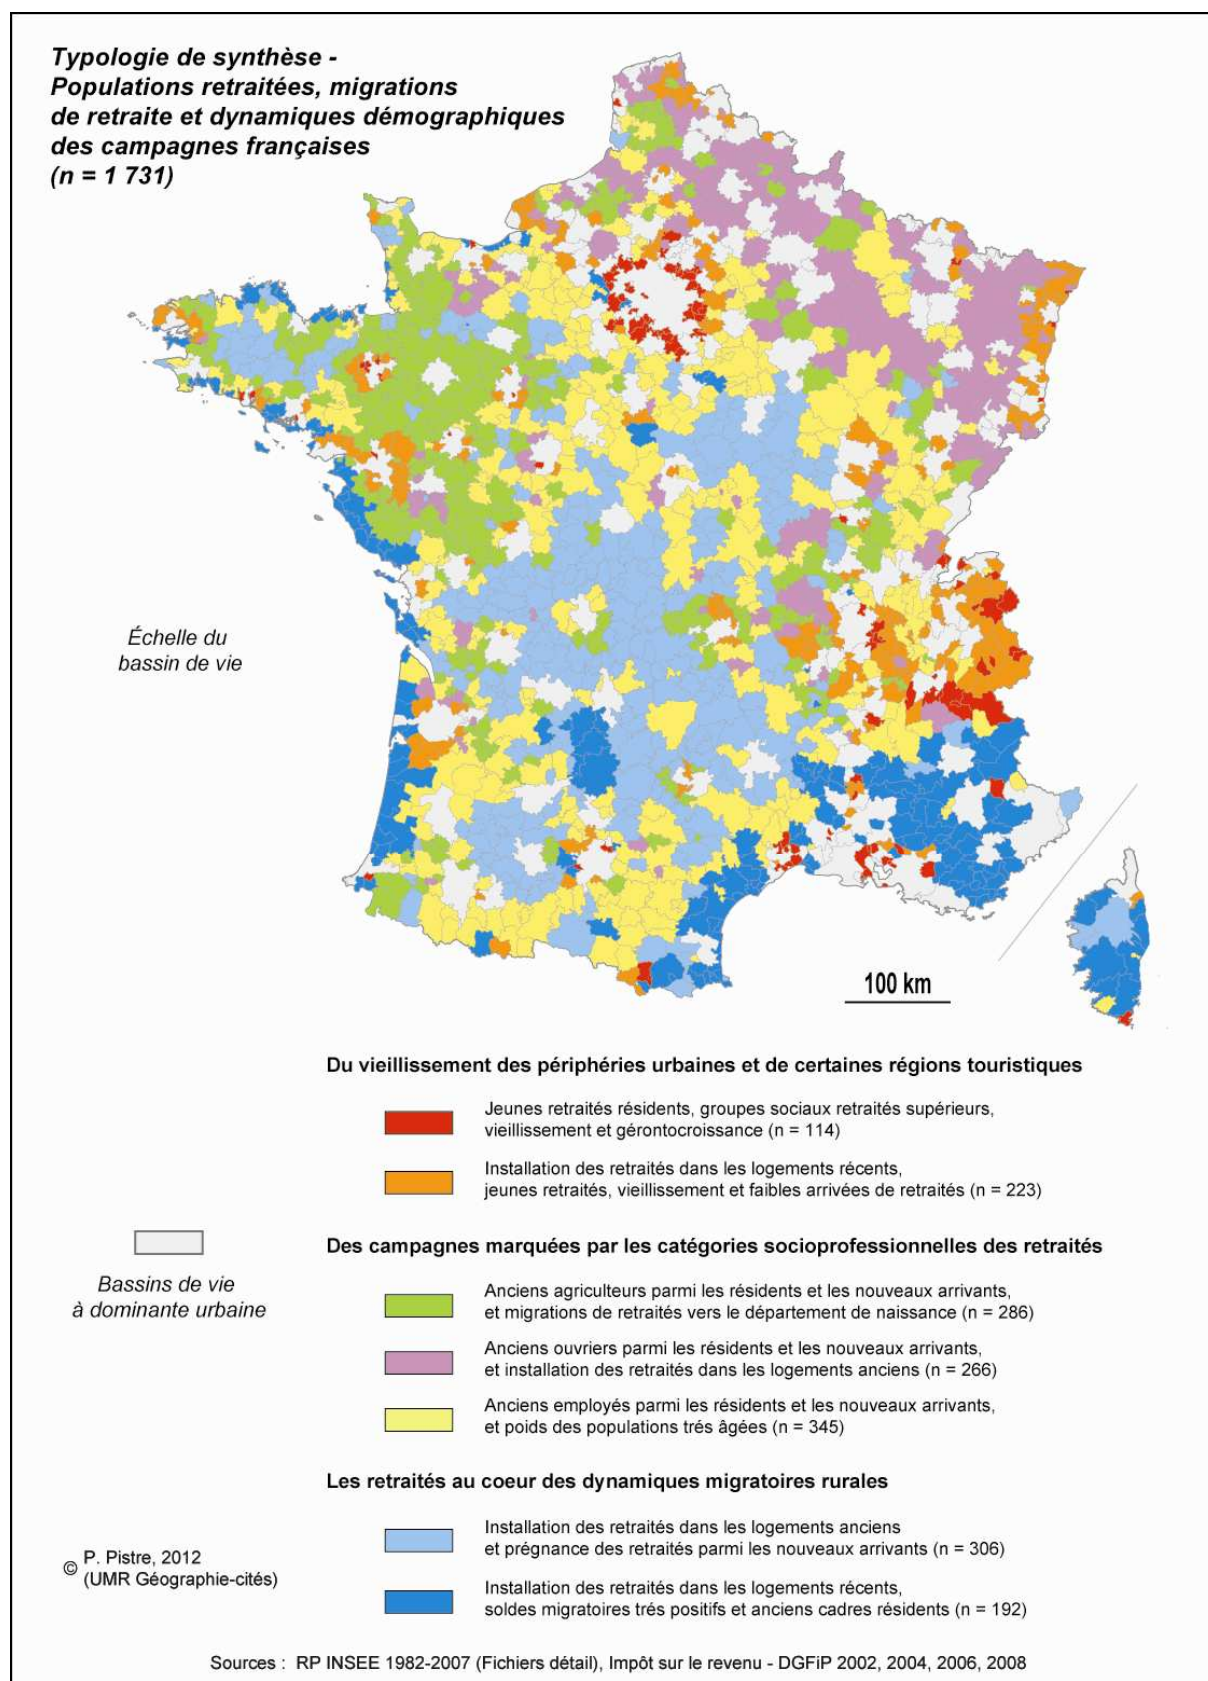 Typologie de synthèse -
Populations retraitées, migrations
de retraite et dynamiques démographiques
des campagnes françaises
(n = 1 731)
Échelle du
bassin de vie
100 km
Du vieillissement des périphéries urbaines et de certaines régions touristiques
Jeunes retraités résidents, groupes sociaux retraités supérieurs,
vieillissement et gérontocroissance (n = 114)
Installation des retraités dans les logements récents,
jeunes retraités, vieillissement et faibles arrivées de retraités (n = 223)
Bassins de vie
à dominante urbaine
Des campagnes marquées par les catégories socioprofessionnelles des retraités
Anciens agriculteurs parmi les résidents et les nouveaux arrivants,
et migrations de retraités vers le département de naissance (n = 286)
Anciens ouvriers parmi les résidents et les nouveaux arrivants,
et installation des retraités dans les logements anciens (n = 266)
Anciens employés parmi les résidents et les nouveaux arrivants,
et poids des populations trés âgées (n = 345)
Les retraités au coeur des dynamiques migratoires rurales
Installation des retraités dans les logements anciens
et prégnance des retraités parmi les nouveaux arrivants (n = 306)
Installation des retraités dans les logements récents,
soldes migratoires trés positifs et anciens cadres résidents (n = 192)
© P. Pistre, 2012
(UMR Géographie-cités)
Sources : RP INSEE 1982-2007 (Fichiers détail), Impôt sur le revenu - DGFiP 2002, 2004, 2006, 2008